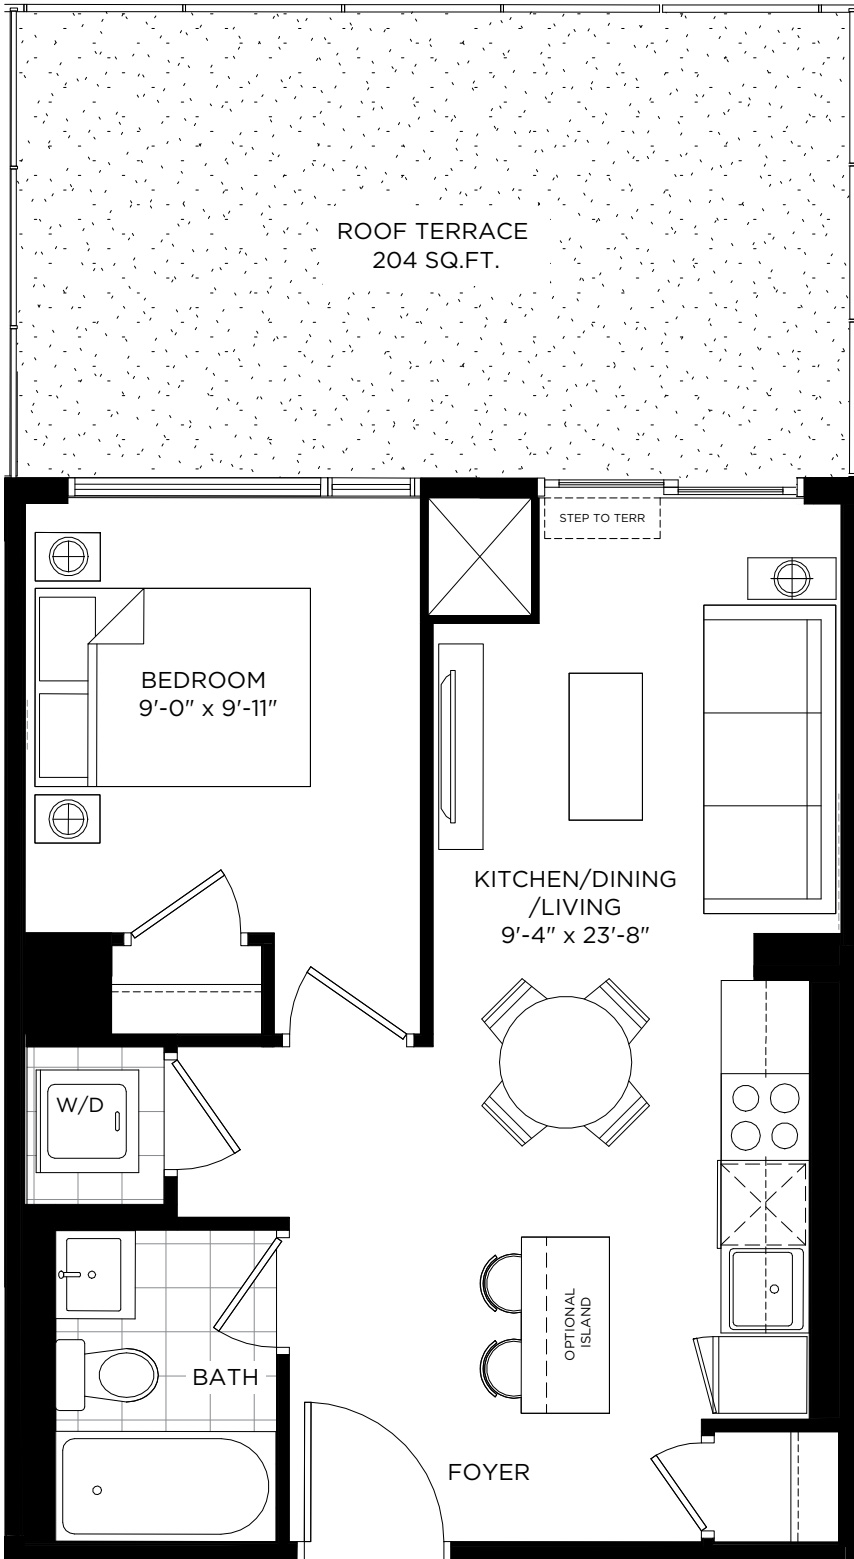 ROOF TERRACE
204 SQ.FT.
STEP TO TERR
BEDROOM
9'-0" x 9'-11"
KITCHEN/DINING
/LIVING
9'-4" x 23'-8"
W/D
OPTIONAL
ISLAND
BATH
FOYER